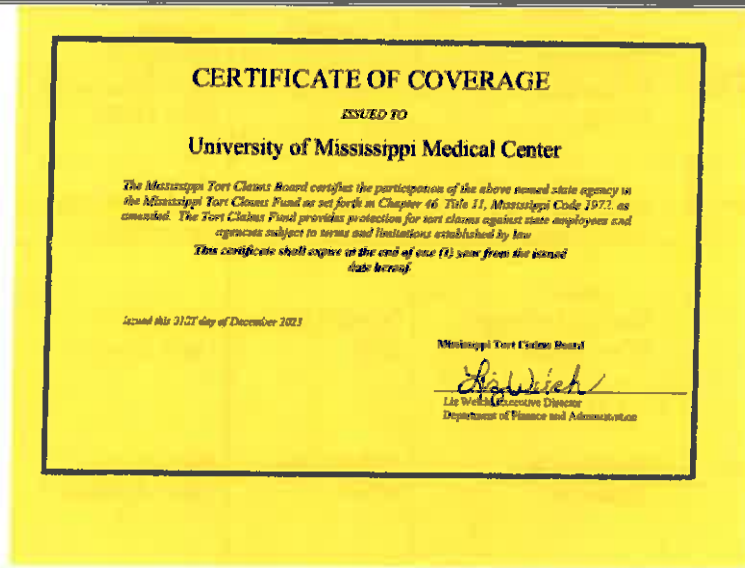 CERTIFICATE OF COVERAGE
ISSUED TO
University of Mississippi Medical Center
The Mississippi Tort Claims Board certifies the participation of the above named state agency in
the Mississippi Tort Claims Fund as set forth in Chapter 46 Title 11, Mississippi Code 1972, as
amended. The Tort Claims Fund provides protection for tort claims against state employees and
agencies subject to terms and limitations established by law
This certificate shall expire at the end of one (1) year from the issued
date hereof.
Issued this 31ST day of December 2023
Mississippi Tort Claims Board
Liz Welch
Liz Welch, Executive Director
Department of Finance and Administration